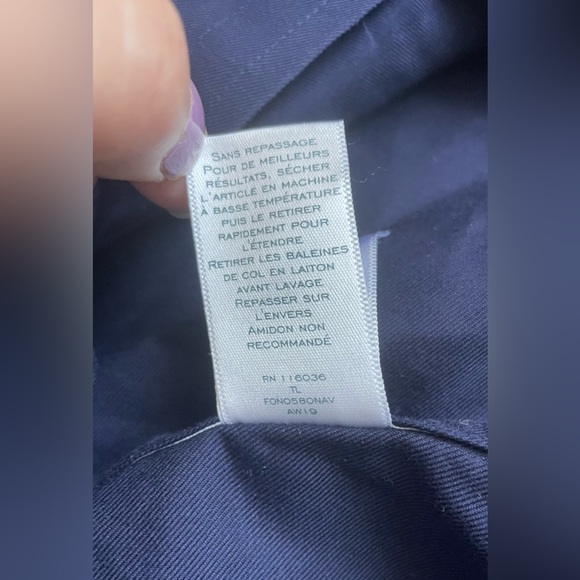 SANS REPASSAGE
POUR DE MEILLEURS
RÉSULTATS, SÉCHER
L'ARTICLE EN MACHINE
À BASSE TEMPÉRATURE
PUIS LE RETIRER
RAPIDEMENT POUR
L'ÉTENDRE
RETIRER LES BALEINES
DE COL EN LAITON
AVANT LAVAGE
REPASSER SUR
L'ENVERS
AMIDON NON
RECOMMANDÉ
RN 116036
TL
FON0580NAV
AW19